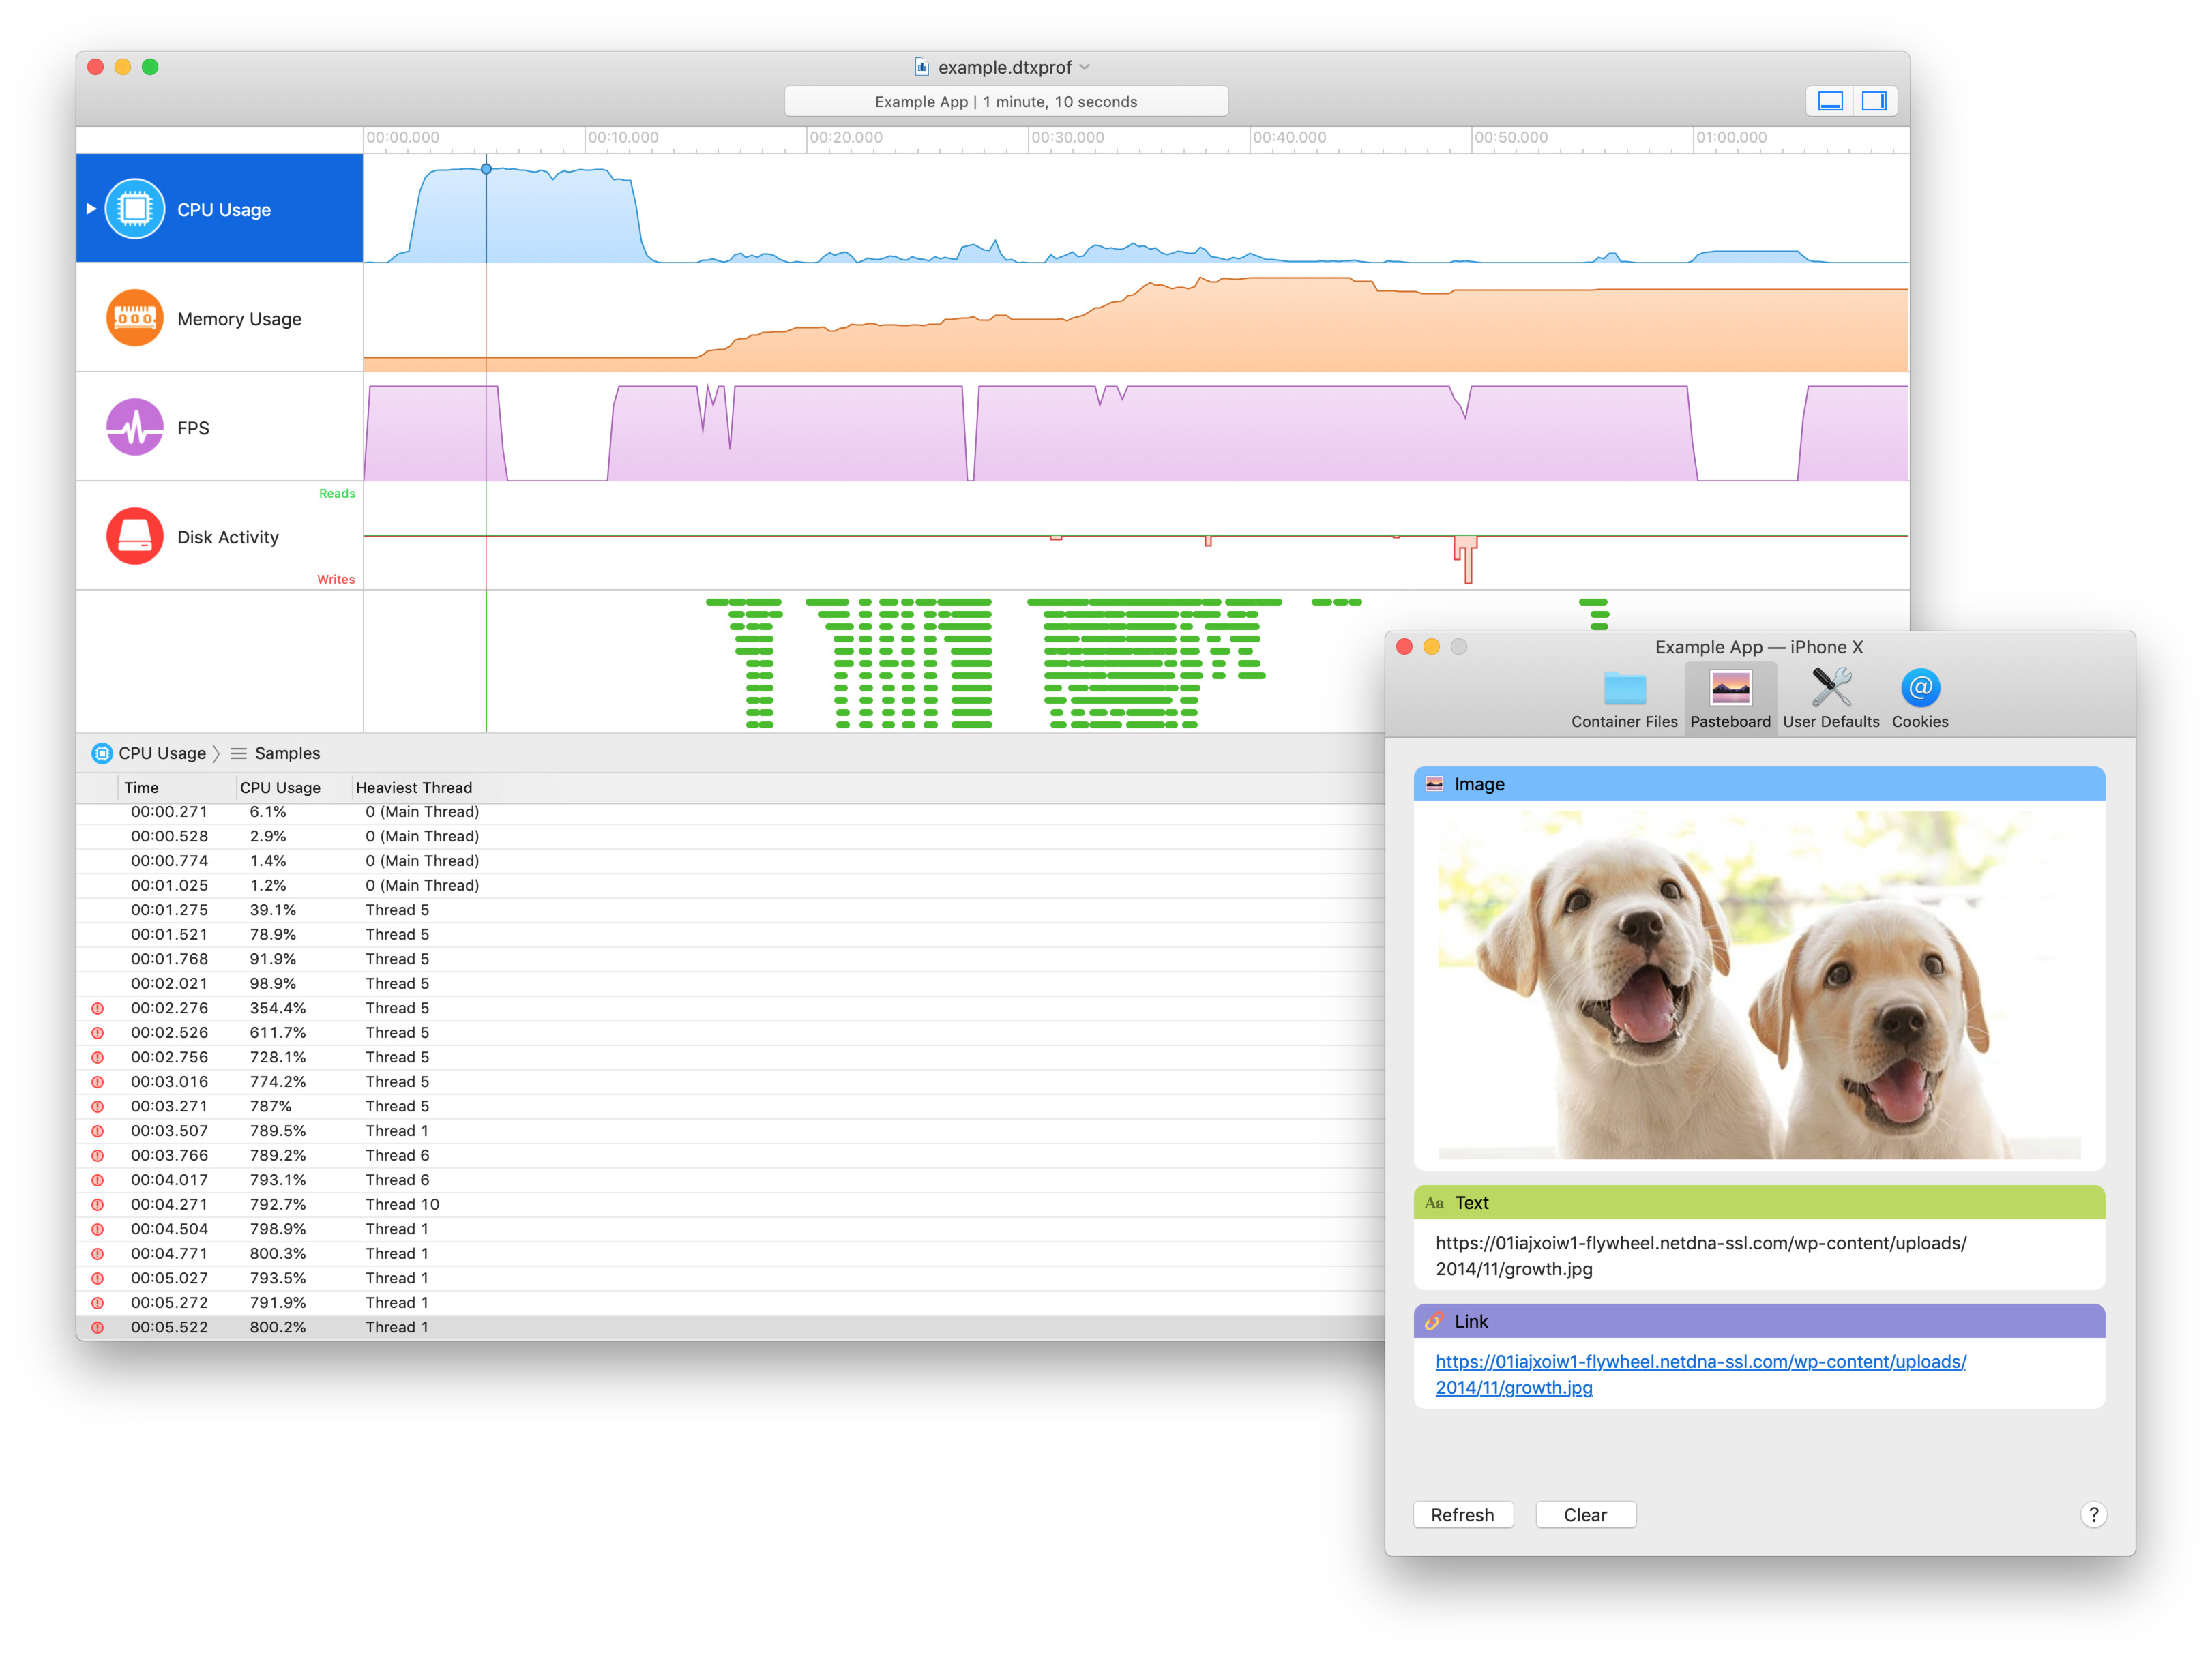 example.dtxprof
Example App | 1 minute, 10 seconds
00:00.000 00:10.000 00:20.000 00:30.000 00:40.000 00:50.000 01:00.000
CPU Usage
Memory Usage
FPS
Reads
Disk Activity
Writes
CPU Usage Samples
Time CPU Usage Heaviest Thread
00:00.271 6.1% 0 (Main Thread)
00:00.528 2.9% 0 (Main Thread)
00:00.774 1.4% 0 (Main Thread)
00:01.025 1.2% 0 (Main Thread)
00:01.275 39.1% Thread 5
00:01.521 78.9% Thread 5
00:01.768 91.9% Thread 5
00:02.021 98.9% Thread 5
00:02.276 354.4% Thread 5
00:02.526 611.7% Thread 5
00:02.756 728.1% Thread 5
00:03.016 774.2% Thread 5
00:03.271 787% Thread 5
00:03.507 789.5% Thread 1
00:03.766 789.2% Thread 6
00:04.017 793.1% Thread 6
00:04.271 792.7% Thread 10
00:04.504 798.9% Thread 1
00:04.771 800.3% Thread 1
00:05.027 793.5% Thread 1
00:05.272 791.9% Thread 1
00:05.522 800.2% Thread 1
Example App — iPhone X
Container Files Pasteboard User Defaults Cookies
Image
Aa Text
https://01iajxoiw1-flywheel.netdna-ssl.com/wp-content/uploads/
2014/11/growth.jpg
Link
https://01iajxoiw1-flywheel.netdna-ssl.com/wp-content/uploads/
2014/11/growth.jpg
Refresh Clear ?